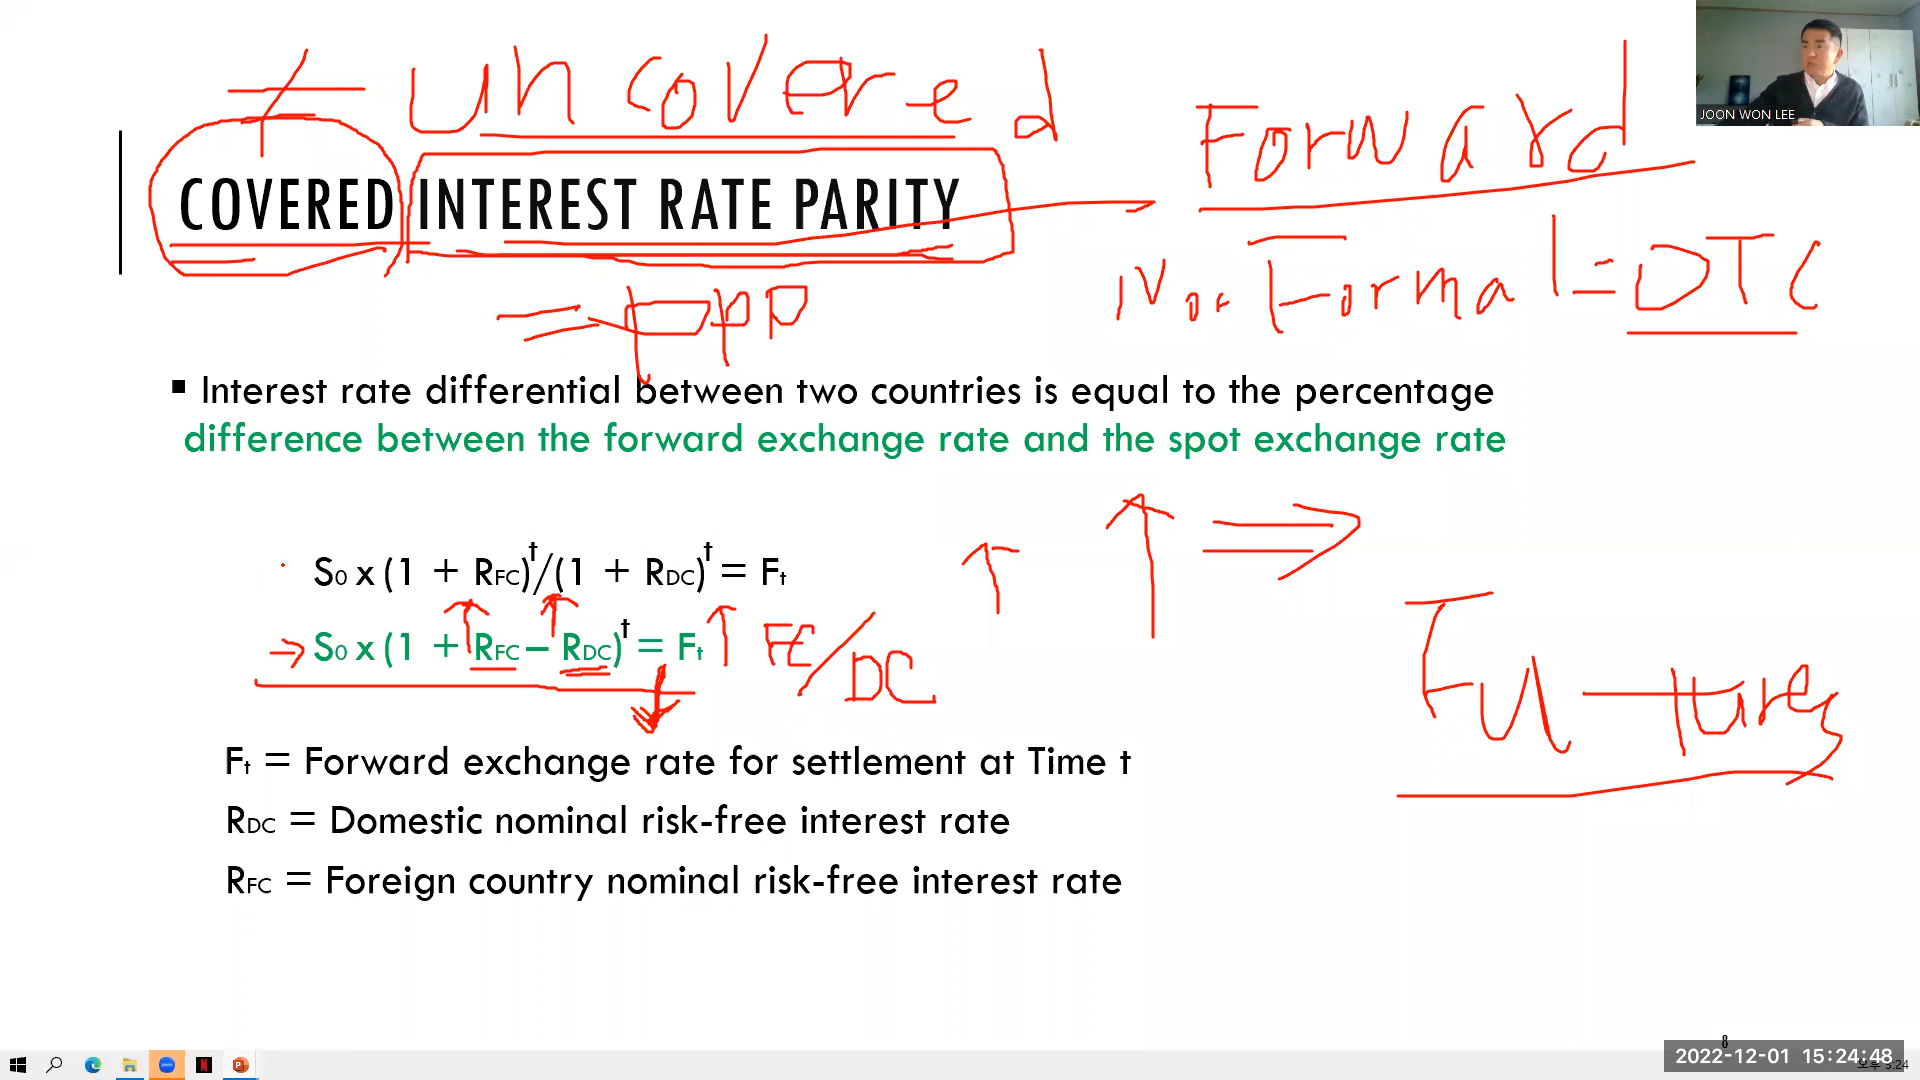 ≠ uncovered
JOON WON LEE
Forward
COVERED INTEREST RATE PARITY
Not Formal = OTC
= PPP
▪ Interest rate differential between two countries is equal to the percentage
difference between the forward exchange rate and the spot exchange rate
S0 x (1 + RFC)^t/(1 + RDC)^t = Ft
→ S0 x (1 + RFC – RDC)^t = Ft ↑ FC/DC
Futures
Ft = Forward exchange rate for settlement at Time t
RDC = Domestic nominal risk-free interest rate
RFC = Foreign country nominal risk-free interest rate
8
2022-12-01 15:24:48